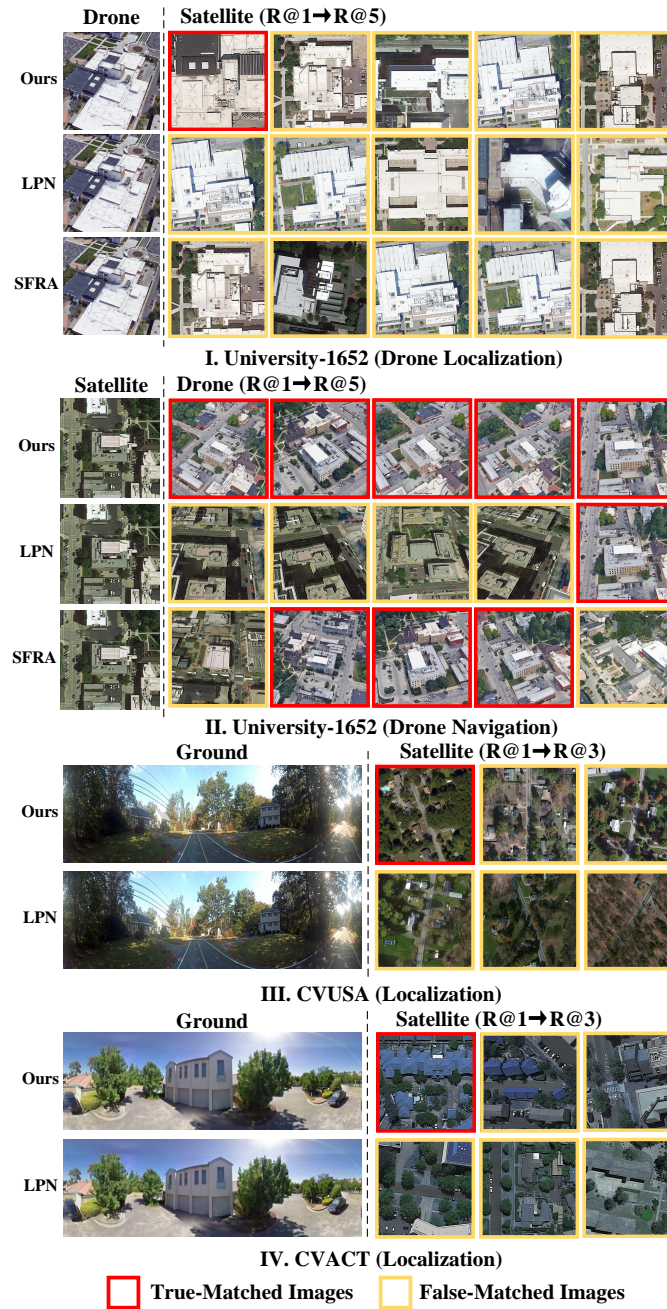 Drone Satellite (R@1➞R@5)
Ours
LPN
SFRA
I. University-1652 (Drone Localization)
Satellite Drone (R@1➞R@5)
Ours
LPN
SFRA
II. University-1652 (Drone Navigation)
Ground Satellite (R@1➞R@3)
Ours
LPN
III. CVUSA (Localization)
Ground Satellite (R@1➞R@3)
Ours
LPN
IV. CVACT (Localization)
True-Matched Images False-Matched Images